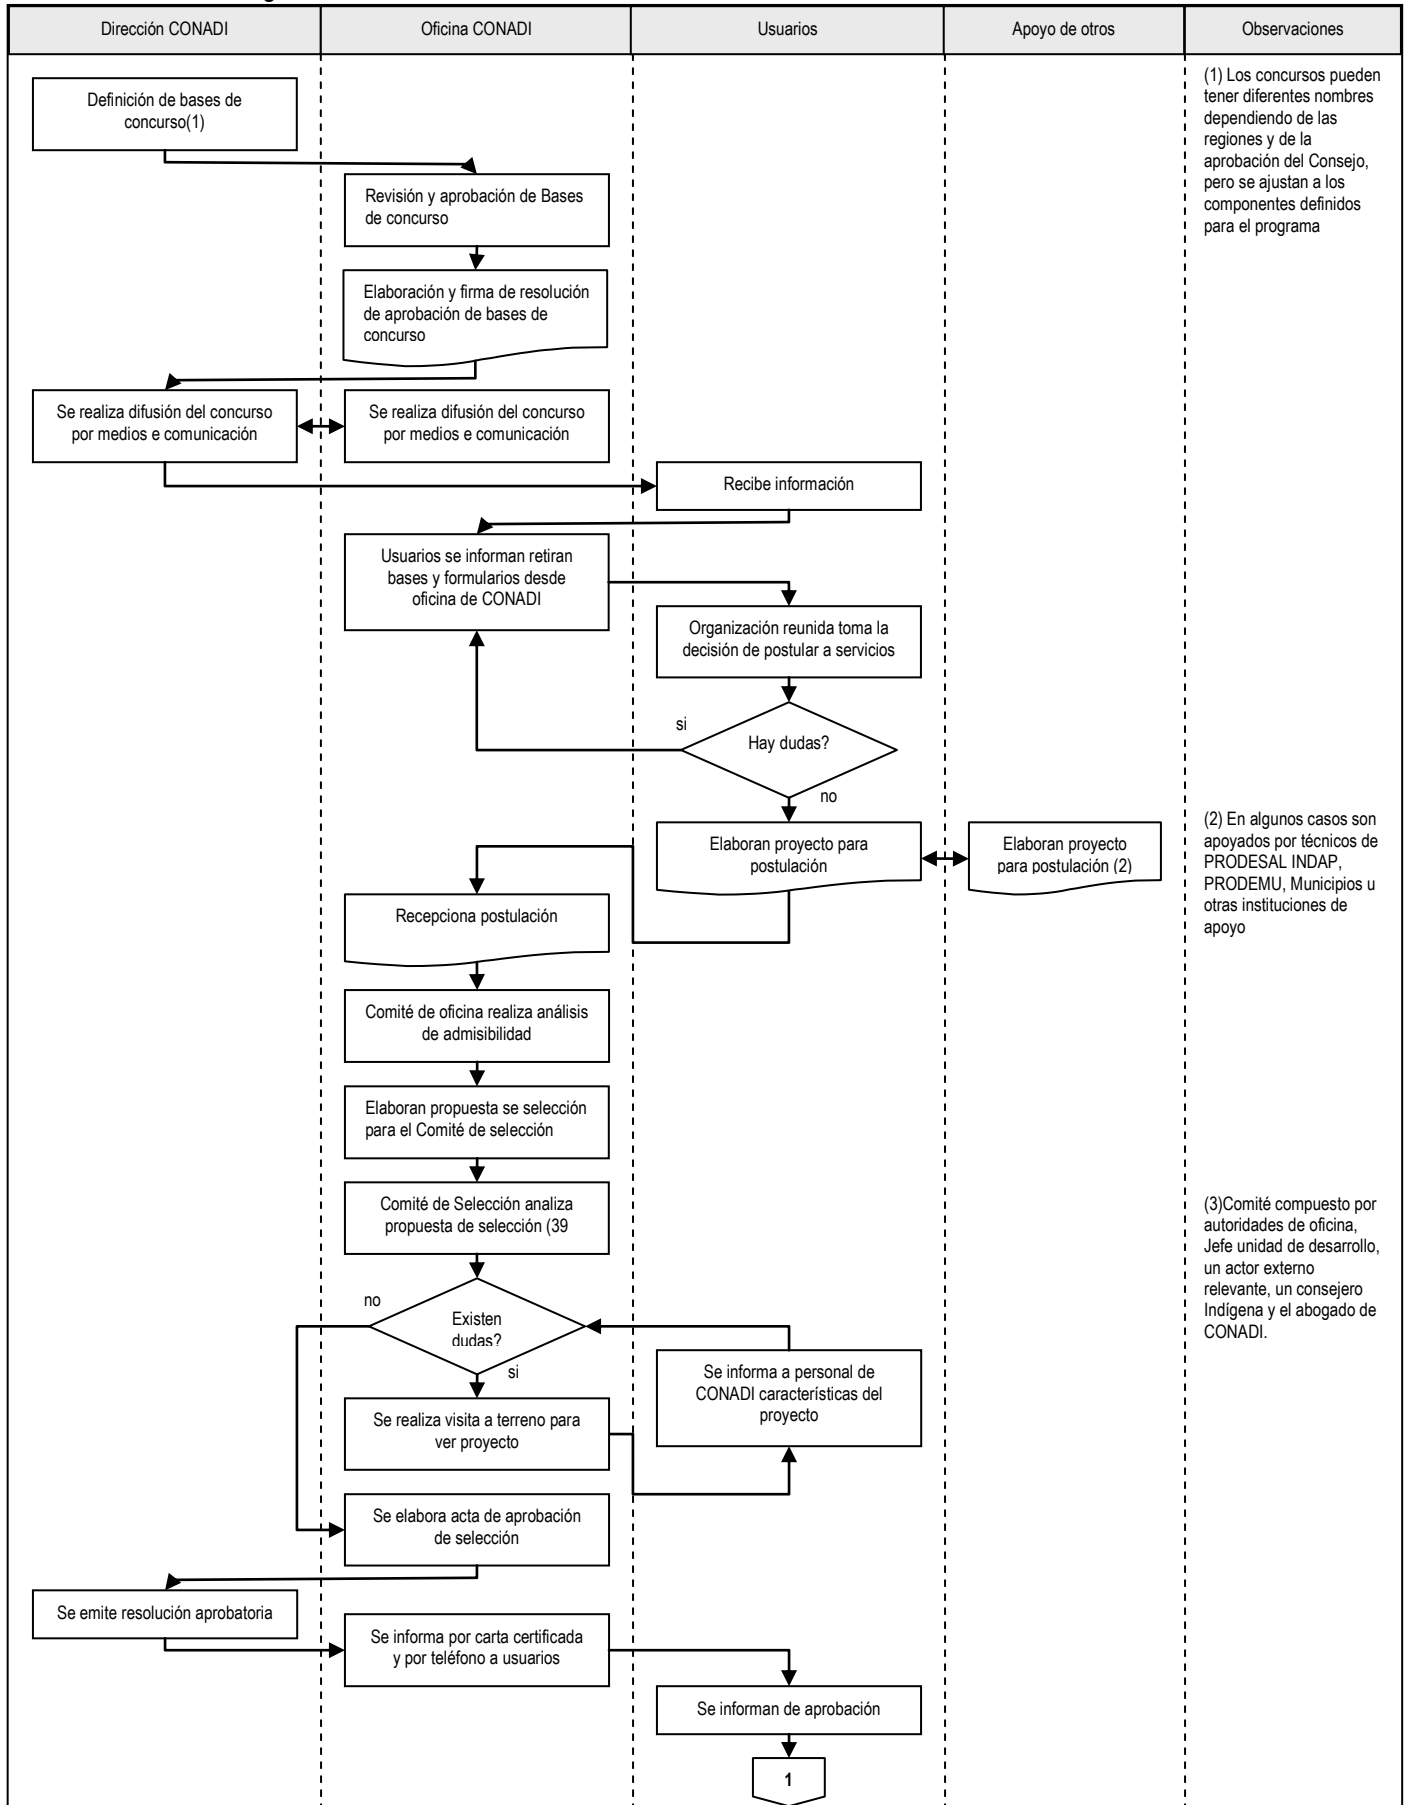 Dirección CONADI
Oficina CONADI
Usuarios
Apoyo de otros
Observaciones
Definición de bases de
concurso(1)
(1) Los concursos pueden
tener diferentes nombres
dependiendo de las
regiones y de la
aprobación del Consejo,
pero se ajustan a los
componentes definidos
para el programa
Revisión y aprobación de Bases
de concurso
Elaboración y firma de resolución
de aprobación de bases de
concurso
Se realiza difusión del concurso
por medios e comunicación
Se realiza difusión del concurso
por medios e comunicación
Recibe información
Usuarios se informan retiran
bases y formularios desde
oficina de CONADI
Organización reunida toma la
decisión de postular a servicios
si
Hay dudas?
no
Elaboran proyecto para
postulación
Elaboran proyecto
para postulación (2)
(2) En algunos casos son
apoyados por técnicos de
PRODESAL INDAP,
PRODEMU, Municipios u
otras instituciones de
apoyo
Recepciona postulación
Comité de oficina realiza análisis
de admisibilidad
Elaboran propuesta se selección
para el Comité de selección
Comité de Selección analiza
propuesta de selección (39
(3)Comité compuesto por
autoridades de oficina,
Jefe unidad de desarrollo,
un actor externo
relevante, un consejero
Indígena y el abogado de
CONADI.
no
Existen
dudas?
si
Se informa a personal de
CONADI características del
proyecto
Se realiza visita a terreno para
ver proyecto
Se elabora acta de aprobación
de selección
Se emite resolución aprobatoria
Se informa por carta certificada
y por teléfono a usuarios
Se informan de aprobación
1